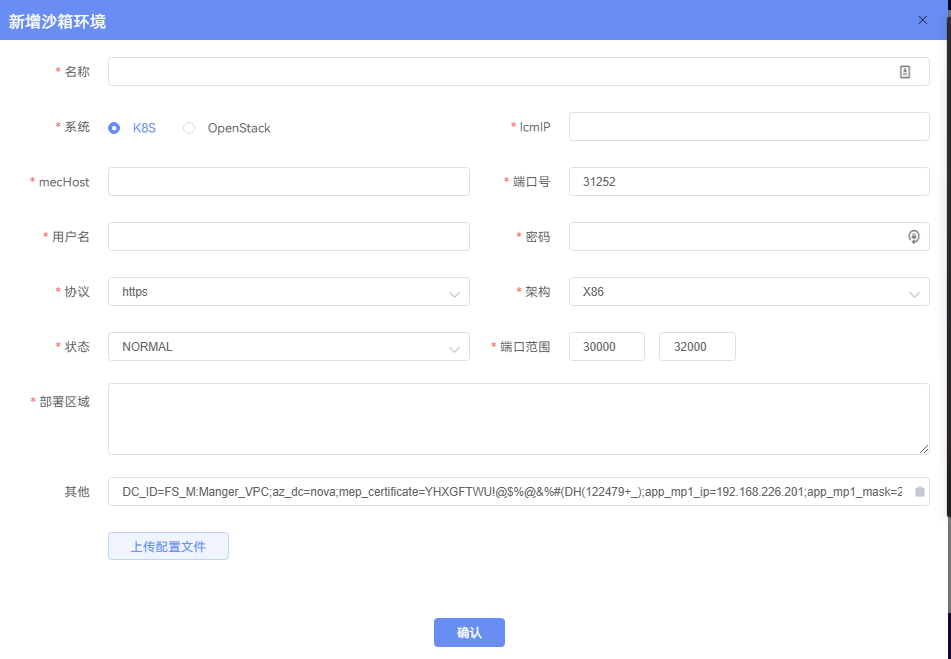 新增沙箱环境
* 名称
* 系统 K8S OpenStack * lcmIP
* mecHost * 端口号 31252
* 用户名 * 密码
* 协议 https * 架构 X86
* 状态 NORMAL * 端口范围 30000 32000
* 部署区域
其他 DC_ID=FS_M:Manger_VPC;az_dc=nova;mep_certificate=YHXGFTWU!@$%@&%#(DH(122479+_);app_mp1_ip=192.168.226.201;app_mp1_mask=2
上传配置文件
确认